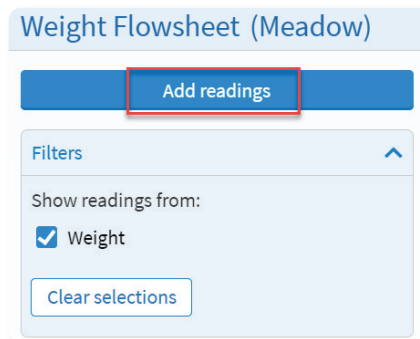 Weight Flowsheet (Meadow)
Add readings
Filters
Show readings from:
Weight
Clear selections